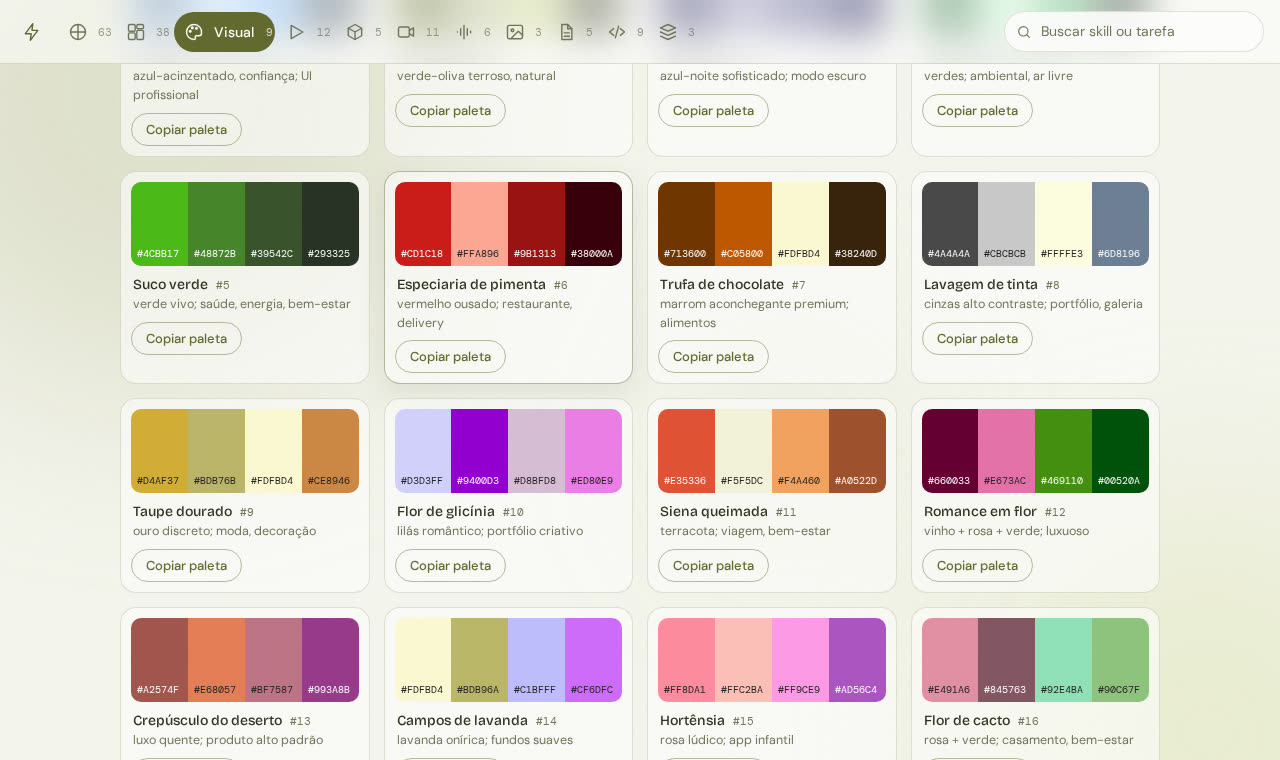 63 38 Visual 9 12 5 11 6 3 5 9 3 Buscar skill ou tarefa
azul-acinzentado, confiança; UI
profissional
Copiar paleta
verde-oliva terroso, natural
Copiar paleta
azul-noite sofisticado; modo escuro
Copiar paleta
verdes; ambiental, ar livre
Copiar paleta
#4CBB17 #48872B #39542C #293325
Suco verde #5
verde vivo; saúde, energia, bem-estar
Copiar paleta
#CD1C18 #FFA896 #9B1313 #38000A
Especiaria de pimenta #6
vermelho ousado; restaurante,
delivery
Copiar paleta
#713600 #C05800 #FDFBD4 #38240D
Trufa de chocolate #7
marrom aconchegante premium;
alimentos
Copiar paleta
#4A4A4A #CBCBCB #FFFFE3 #6D8196
Lavagem de tinta #8
cinzas alto contraste; portfólio, galeria
Copiar paleta
#D4AF37 #BDB76B #FDFBD4 #CE8946
Taupe dourado #9
ouro discreto; moda, decoração
Copiar paleta
#D3D3FF #9400D3 #D8BFD8 #ED80E9
Flor de glicínia #10
lilás romântico; portfólio criativo
Copiar paleta
#E35336 #F5F5DC #F4A460 #A0522D
Siena queimada #11
terracota; viagem, bem-estar
Copiar paleta
#660033 #E673AC #469110 #00520A
Romance em flor #12
vinho + rosa + verde; luxuoso
Copiar paleta
#A2574F #E68057 #BF7587 #993A8B
Crepúsculo do deserto #13
luxo quente; produto alto padrão
#FDFBD4 #BDB96A #C1BFFF #CF6DFC
Campos de lavanda #14
lavanda onírica; fundos suaves
#FF8DA1 #FFC2BA #FF9CE9 #AD56C4
Hortênsia #15
rosa lúdico; app infantil
#E491A6 #845763 #92E4BA #90C67F
Flor de cacto #16
rosa + verde; casamento, bem-estar